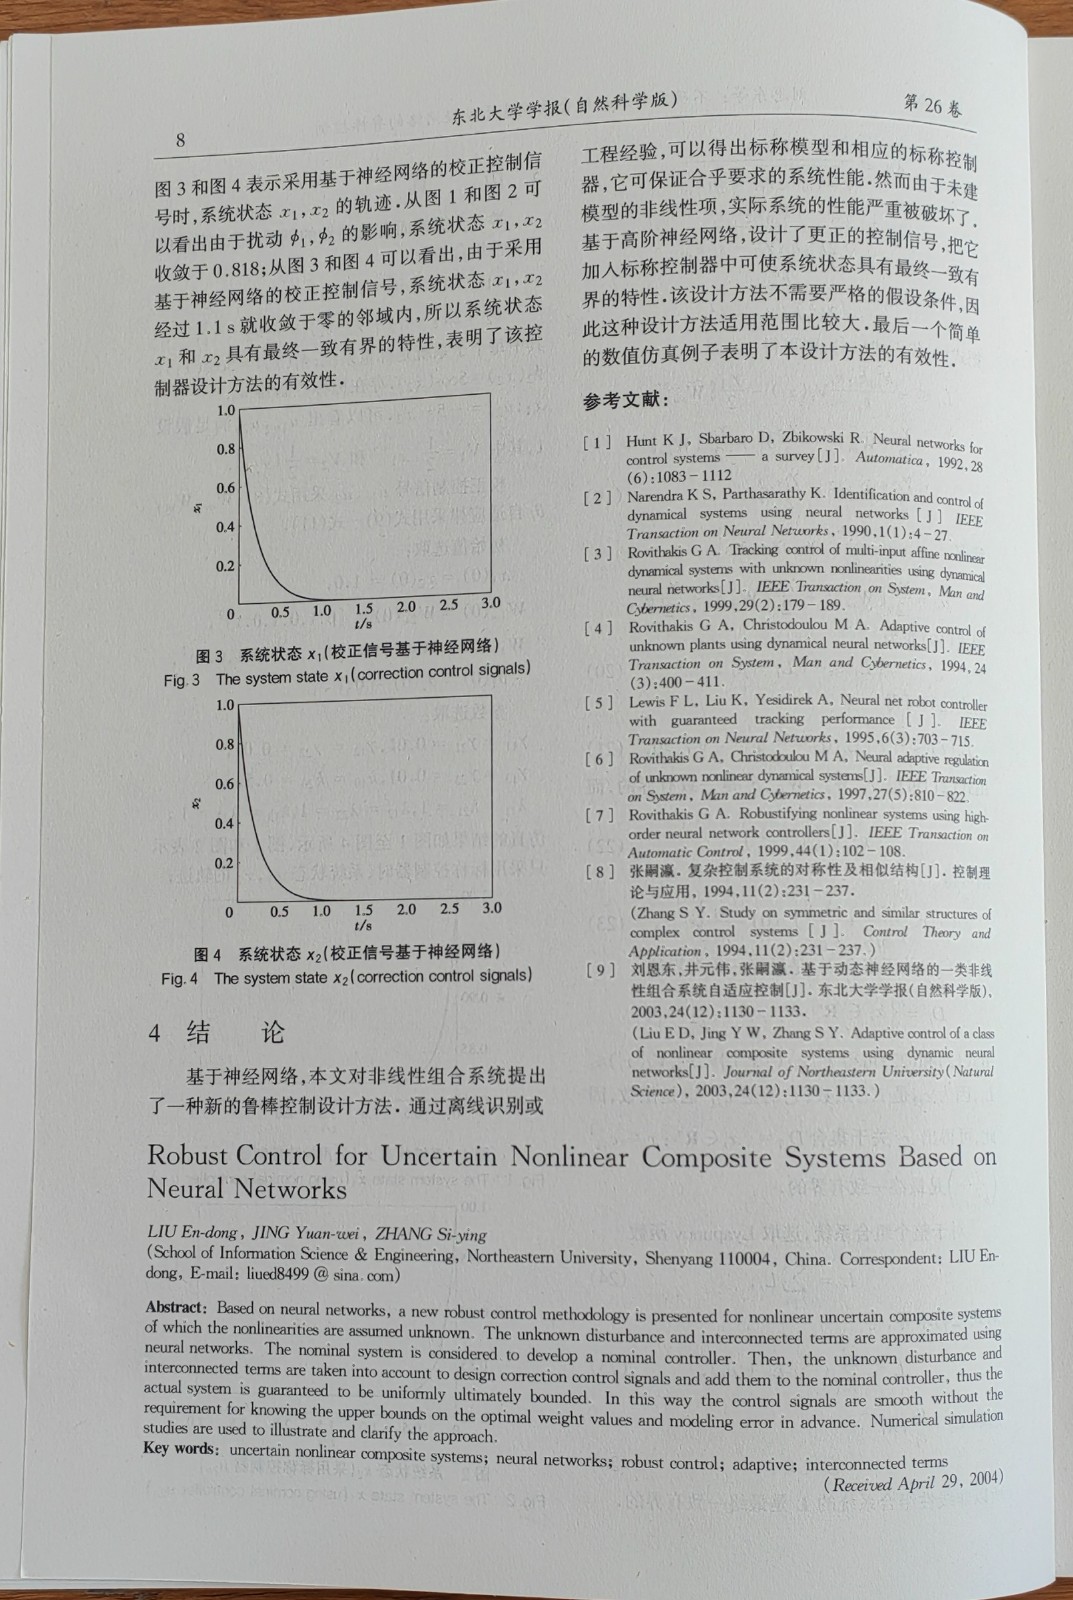 8
东北大学学报(自然科学版)
第26卷
图 3 和图 4 表示采用基于神经网络的校正控制信
号时,系统状态 x₁,x₂ 的轨迹.从图 1 和图 2 可
以看出由于扰动 ϕ₁,ϕ₂ 的影响,系统状态 x₁,x₂
收敛于 0.818;从图 3 和图 4 可以看出,由于采用
基于神经网络的校正控制信号,系统状态 x₁,x₂
经过 1.1 s 就收敛于零的邻域内,所以系统状态
x₁ 和 x₂ 具有最终一致有界的特性,表明了该控
制器设计方法的有效性.
1.0
0.8
0.6
0.4
0.2
x₁
0 0.5 1.0 1.5 2.0 2.5 3.0
t/s
图 3 系统状态 x₁(校正信号基于神经网络)
Fig. 3 The system state x₁(correction control signals)
1.0
0.8
0.6
0.4
0.2
x₂
0 0.5 1.0 1.5 2.0 2.5 3.0
t/s
图 4 系统状态 x₂(校正信号基于神经网络)
Fig. 4 The system state x₂(correction control signals)
4 结 论
基于神经网络,本文对非线性组合系统提出
了一种新的鲁棒控制设计方法.通过离线识别或
工程经验,可以得出标称模型和相应的标称控制
器,它可保证合乎要求的系统性能.然而由于未建
模型的非线性项,实际系统的性能严重被破坏了.
基于高阶神经网络,设计了更正的控制信号,把它
加入标称控制器中可使系统状态具有最终一致有
界的特性.该设计方法不需要严格的假设条件,因
此这种设计方法适用范围比较大.最后一个简单
的数值仿真例子表明了本设计方法的有效性.
参考文献:
[1] Hunt K J, Sbarbaro D, Zbikowski R. Neural networks for
control systems —— a survey[J]. Automatica, 1992,28
(6):1083-1112
[2] Narendra K S, Parthasarathy K. Identification and control of
dynamical systems using neural networks [J] IEEE
Transaction on Neural Networks, 1990,1(1):4-27.
[3] Rovithakis G A. Tracking control of multi-input affine nonlinear
dynamical systems with unknown nonlinearities using dynamical
neural networks[J]. IEEE Transaction on System, Man and
Cybernetics, 1999,29(2):179-189.
[4] Rovithakis G A, Christodoulou M A. Adaptive control of
unknown plants using dynamical neural networks[J]. IEEE
Transaction on System, Man and Cybernetics, 1994,24
(3):400-411.
[5] Lewis F L, Liu K, Yesidirek A, Neural net robot controller
with guaranteed tracking performance [J]. IEEE
Transaction on Neural Networks, 1995,6(3):703-715.
[6] Rovithakis G A, Christodoulou M A, Neural adaptive regulation
of unknown nonlinear dynamical systems[J]. IEEE Transaction
on System, Man and Cybernetics, 1997,27(5):810-822.
[7] Rovithakis G A. Robustifying nonlinear systems using high-
order neural network controllers[J]. IEEE Transaction on
Automatic Control, 1999,44(1):102-108.
[8] 张嗣瀛.复杂控制系统的对称性及相似结构[J].控制理
论与应用, 1994,11(2):231-237.
(Zhang S Y. Study on symmetric and similar structures of
complex control systems [J]. Control Theory and
Application, 1994,11(2):231-237.)
[9] 刘恩东,井元伟,张嗣瀛.基于动态神经网络的一类非线
性组合系统自适应控制[J].东北大学学报(自然科学版),
2003,24(12):1130-1133.
(Liu E D, Jing Y W, Zhang S Y. Adaptive control of a class
of nonlinear composite systems using dynamic neural
networks[J]. Journal of Northeastern University(Natural
Science), 2003,24(12):1130-1133.)
Robust Control for Uncertain Nonlinear Composite Systems Based on
Neural Networks
LIU En-dong, JING Yuan-wei, ZHANG Si-ying
(School of Information Science & Engineering, Northeastern University, Shenyang 110004, China. Correspondent: LIU En-
dong, E-mail: liued8499 @ sina.com)
Abstract: Based on neural networks, a new robust control methodology is presented for nonlinear uncertain composite systems
of which the nonlinearities are assumed unknown. The unknown disturbance and interconnected terms are approximated using
neural networks. The nominal system is considered to develop a nominal controller. Then, the unknown disturbance and
interconnected terms are taken into account to design correction control signals and add them to the nominal controller, thus the
actual system is guaranteed to be uniformly ultimately bounded. In this way the control signals are smooth without the
requirement for knowing the upper bounds on the optimal weight values and modeling error in advance. Numerical simulation
studies are used to illustrate and clarify the approach.
Key words: uncertain nonlinear composite systems; neural networks; robust control; adaptive; interconnected terms
(Received April 29, 2004)